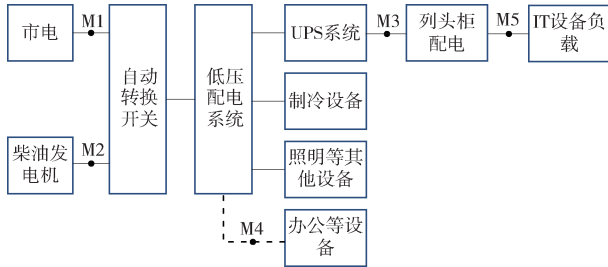 市电
M1
自动
转换
开关
柴油发
电机
M2
低压
配电
系统
UPS系统
M3
列头柜
配电
M5
IT设备负
载
制冷设备
照明等其
他设备
M4
办公等设
备